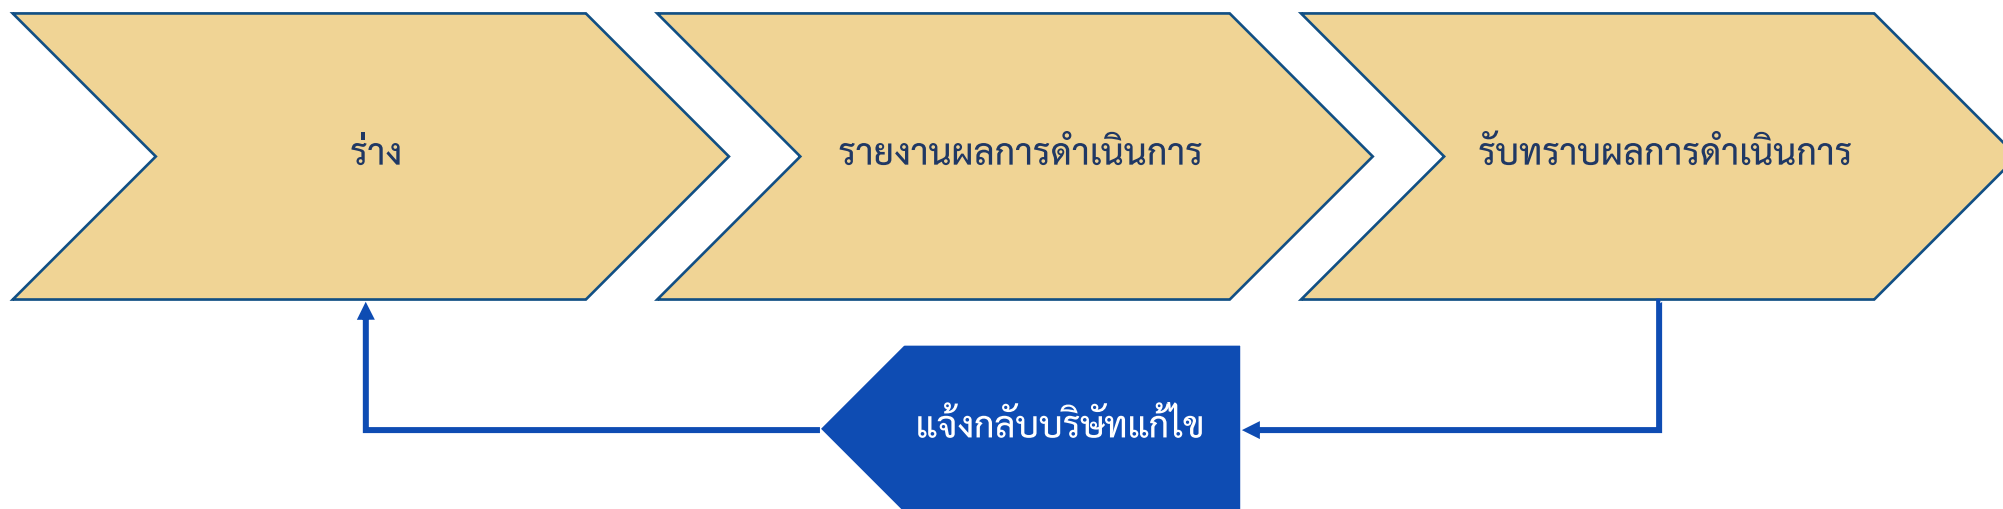 ร่าง
รายงานผลการดำเนินการ
รับทราบผลการดำเนินการ
แจ้งกลับบริษัทแก้ไข